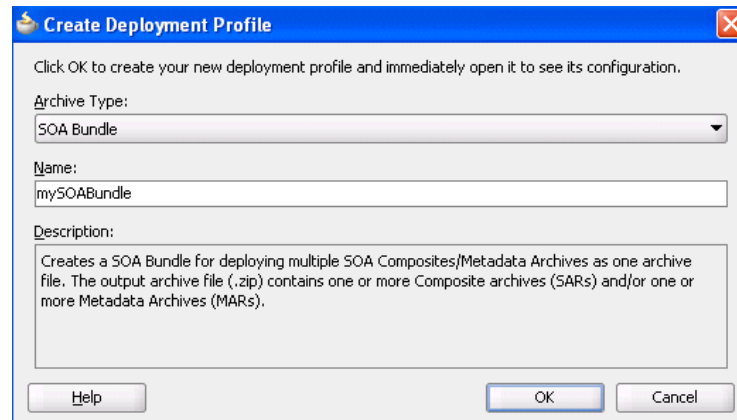 Create Deployment Profile
Click OK to create your new deployment profile and immediately open it to see its configuration.
Archive Type:
SOA Bundle
Name:
mySOABundle
Description:
Creates a SOA Bundle for deploying multiple SOA Composites/Metadata Archives as one archive
file. The output archive file (.zip) contains one or more Composite archives (SARs) and/or one or
more Metadata Archives (MARs).
Help
OK
Cancel